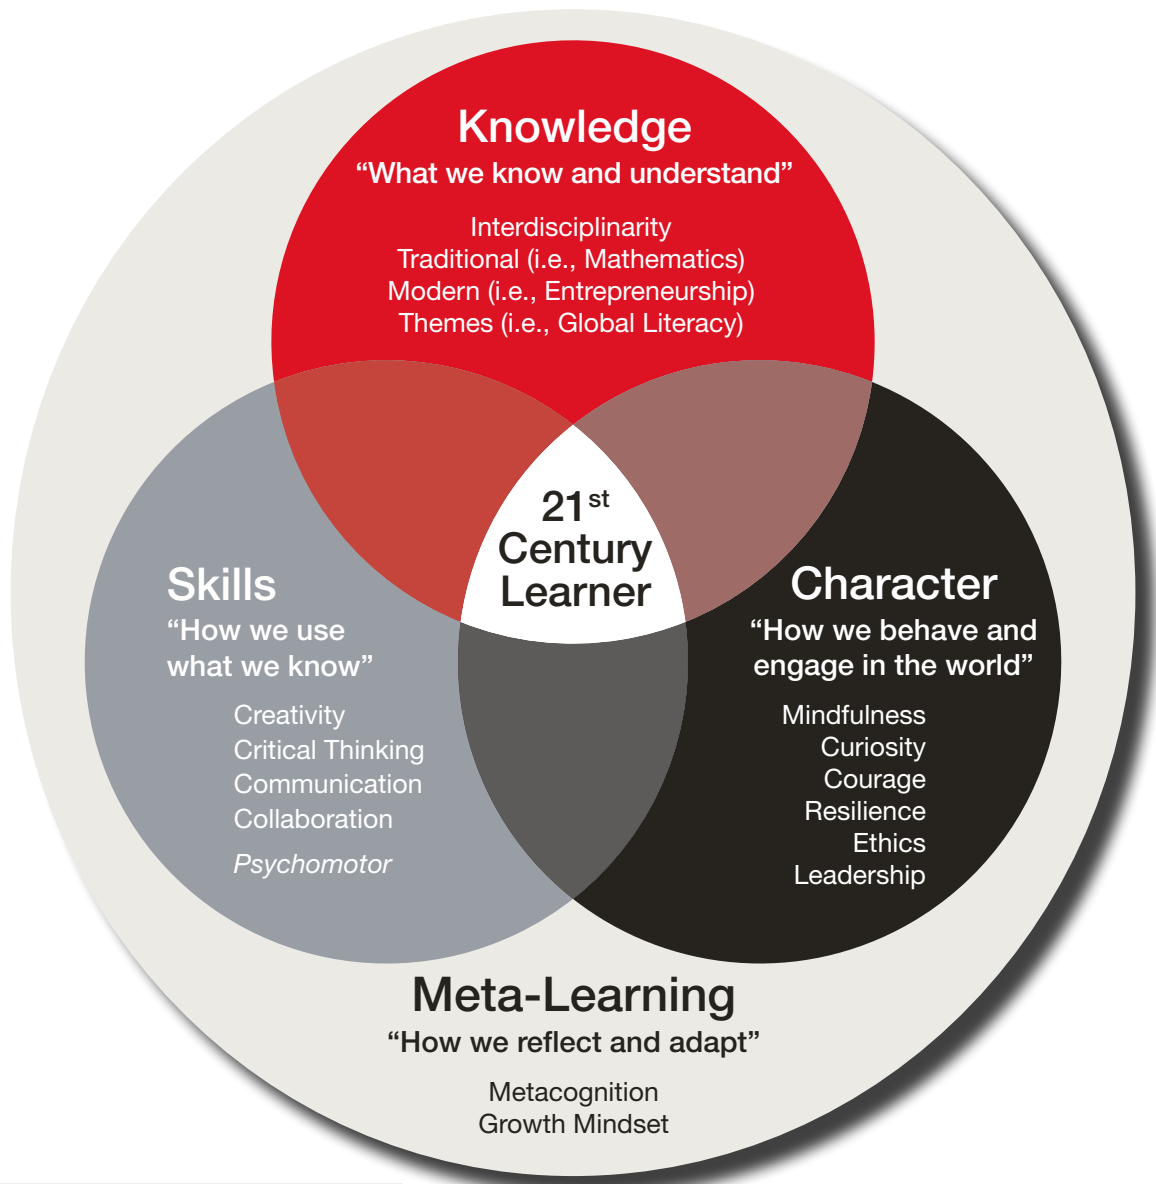 Knowledge
“What we know and understand”
Interdisciplinarity
Traditional (i.e., Mathematics)
Modern (i.e., Entrepreneurship)
Themes (i.e., Global Literacy)
21st
Century
Learner
Skills
“How we use
what we know”
Creativity
Critical Thinking
Communication
Collaboration
Psychomotor
Character
“How we behave and
engage in the world”
Mindfulness
Curiosity
Courage
Resilience
Ethics
Leadership
Meta-Learning
“How we reflect and adapt”
Metacognition
Growth Mindset